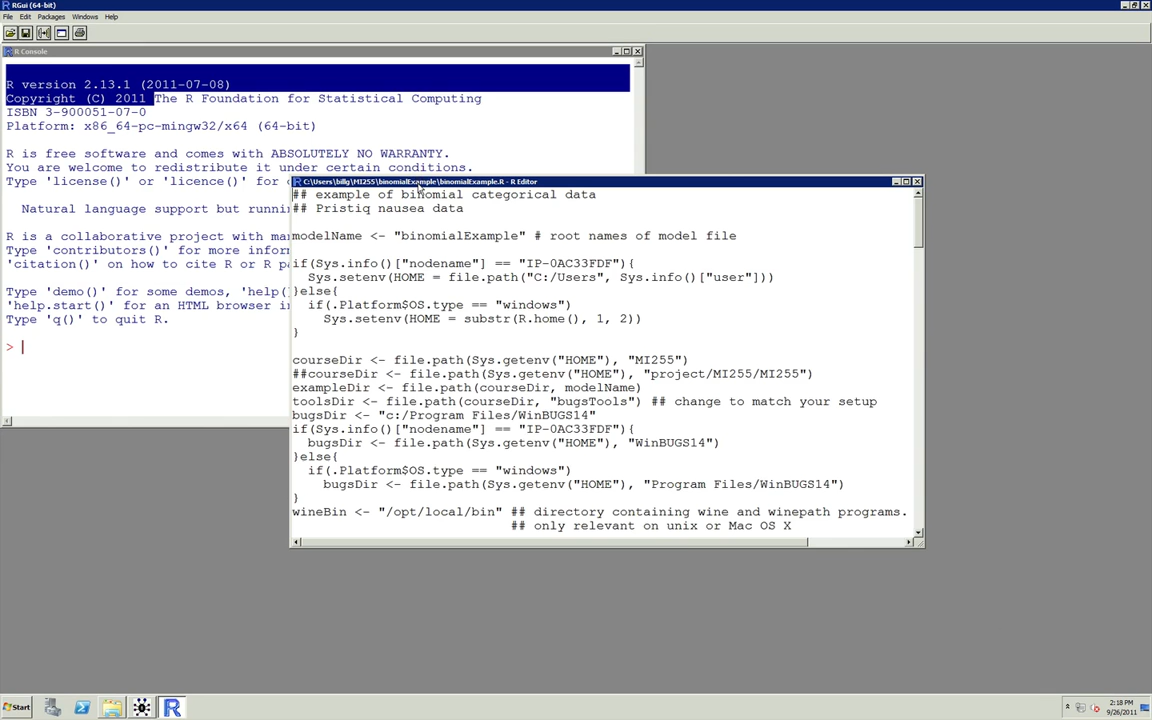 RGui (64-bit)
File Edit Packages Windows Help
R Console
R version 2.13.1 (2011-07-08)
Copyright (C) 2011 The R Foundation for Statistical Computing
ISBN 3-900051-07-0
Platform: x86_64-pc-mingw32/x64 (64-bit)
R is free software and comes with ABSOLUTELY NO WARRANTY.
You are welcome to redistribute it under certain conditions.
Type 'license()' or 'licence()' for
Natural language support but runni
R is a collaborative project with ma
Type 'contributors()' for more infor
'citation()' on how to cite R or R pa
Type 'demo()' for some demos, 'help(
'help.start()' for an HTML browser in
Type 'q()' to quit R.
>
C:\Users\billg\MI255\binomialExample\binomialExample.R - R Editor
## example of binomial categorical data
## Pristiq nausea data
modelName <- "binomialExample" # root names of model file
if(Sys.info()["nodename"] == "IP-0AC33FDF"){
Sys.setenv(HOME = file.path("C:/Users", Sys.info()["user"]))
}else{
if(.Platform$OS.type == "windows")
Sys.setenv(HOME = substr(R.home(), 1, 2))
}
courseDir <- file.path(Sys.getenv("HOME"), "MI255")
##courseDir <- file.path(Sys.getenv("HOME"), "project/MI255/MI255")
exampleDir <- file.path(courseDir, modelName)
toolsDir <- file.path(courseDir, "bugsTools") ## change to match your setup
bugsDir <- "c:/Program Files/WinBUGS14"
if(Sys.info()["nodename"] == "IP-0AC33FDF"){
bugsDir <- file.path(Sys.getenv("HOME"), "WinBUGS14")
}else{
if(.Platform$OS.type == "windows")
bugsDir <- file.path(Sys.getenv("HOME"), "Program Files/WinBUGS14")
}
wineBin <- "/opt/local/bin" ## directory containing wine and winepath programs.
## only relevant on unix or Mac OS X
Start
2:18 PM
9/26/2011